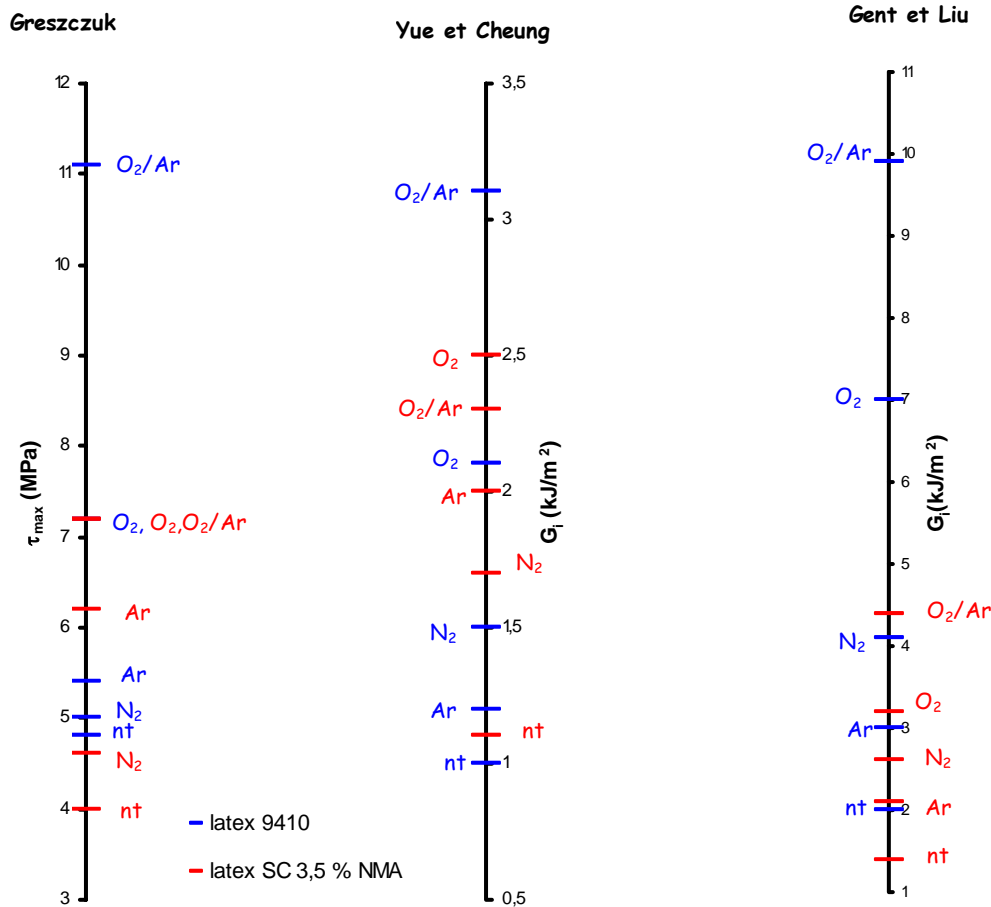 Greszczuk
Yue et Cheung
Gent et Liu
12
11
10
9
8
7
6
5
4
3
τmax (MPa)
O2/Ar
O2, O2,O2/Ar
Ar
Ar
N2
nt
N2
nt
3,5
3
2,5
2
1,5
1
0,5
Gi (kJ/m2)
O2/Ar
O2
O2/Ar
O2
Ar
N2
N2
Ar
nt
nt
11
10
9
8
7
6
5
4
3
2
1
Gi(kJ/m2)
O2/Ar
O2
O2/Ar
N2
O2
Ar
N2
nt
Ar
nt
latex 9410
latex SC 3,5 % NMA